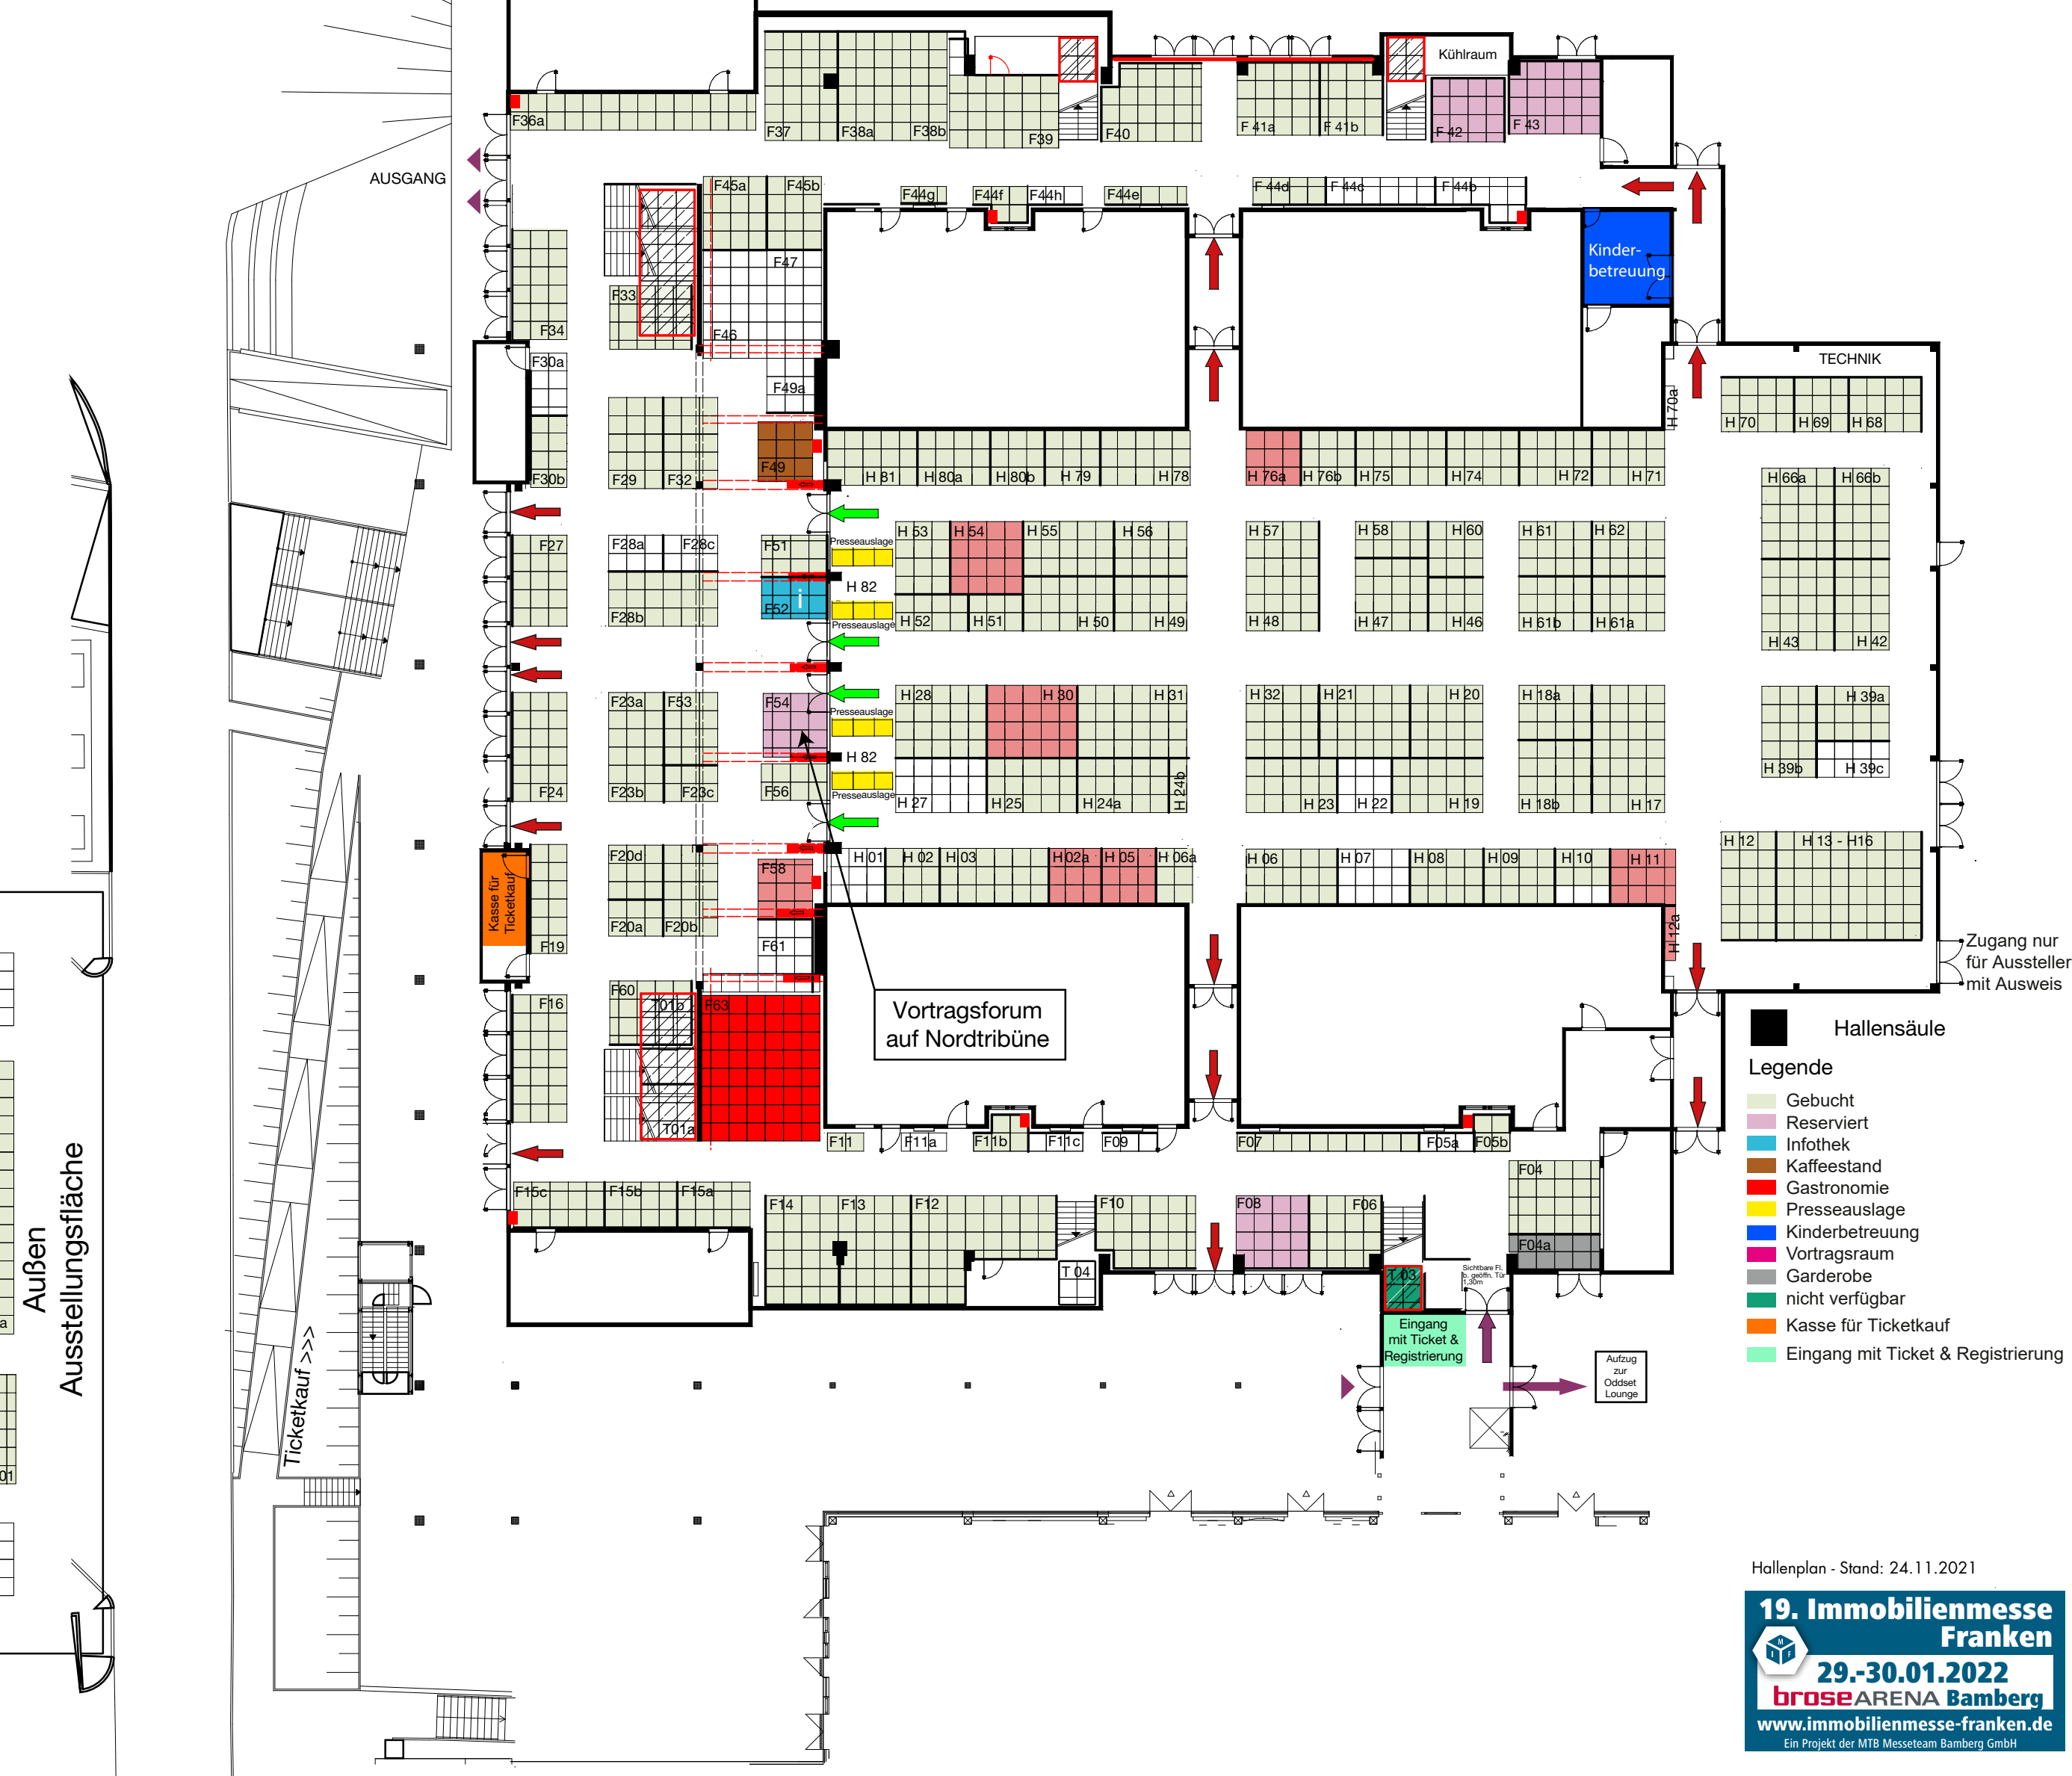 Kühlraum
F36a
F37
F38a
F38b
F39
F40
F 41a
F 41b
F 42
F 43
AUSGANG
F45a
F45b
F44g
F44f
F44h
F44e
F 44d
F 44c
F 44b
F47
Kinder-
betreuung
F33
F34
F46
TECHNIK
F30a
F49a
H 70a
H 70
H 69
H 68
F49
F30b
F29
F32
H 81
H 80a
H 80b
H 79
H 78
H 76a
H 76b
H 75
H 74
H 72
H 71
H 66a
H 66b
F27
F28a
F28c
F51
Presseauslage
H 53
H 54
H 55
H 56
H 57
H 58
H 60
H 61
H 62
H 82
i
F52
F28b
Presseauslage
H 52
H 51
H 50
H 49
H 48
H 47
H 46
H 61b
H 61a
H 43
H 42
F23a
F53
F54
Presseauslage
H 28
H 30
H 31
H 32
H 21
H 20
H 18a
H 39a
H 82
F24
F23b
F23c
F56
Presseauslage
H 27
H 25
H 24a
H 24b
H 23
H 22
H 19
H 18b
H 17
H 39b
H 39c
F20d
F58
H 01
H 02
H 03
H 02a
H 05
H 06a
H 06
H 07
H 08
H 09
H 10
H 11
H 12
H 13 - H16
Kasse für
Ticketkauf
F19
F20a
F20b
F61
H 12a
Zugang nur
für Aussteller
mit Ausweis
F16
F60
T01b
F63
Vortragsforum
auf Nordtribüne
T01a
F11
F11a
F11b
F11c
F09
F07
F05a
F05b
F04
F04a
F15c
F15b
F15a
F14
F13
F12
F10
F08
F06
T 04
T 03
Sichtbare Fl.
b. geöffn. Tür
1,30m
Eingang
mit Ticket &
Registrierung
Aufzug
zur
Oddset
Lounge
Außen
Ausstellungsfläche
a
01
Ticketkauf >>>
Hallensäule
Legende
Gebucht
Reserviert
Infothek
Kaffeestand
Gastronomie
Presseauslage
Kinderbetreuung
Vortragsraum
Garderobe
nicht verfügbar
Kasse für Ticketkauf
Eingang mit Ticket & Registrierung
Hallenplan - Stand: 24.11.2021
19. Immobilienmesse
Franken
M
I F
29.-30.01.2022
broseARENA Bamberg
www.immobilienmesse-franken.de
Ein Projekt der MTB Messeteam Bamberg GmbH